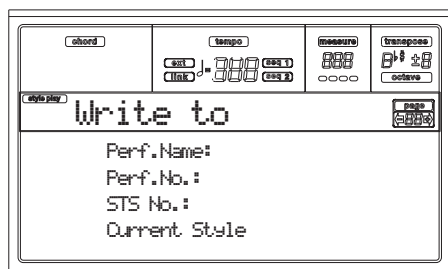 chord tempo measure transpose
ext link seq 1 seq 2 octave
style play page
Write to
Perf.Name:
Perf.No.:
STS No.:
Current Style